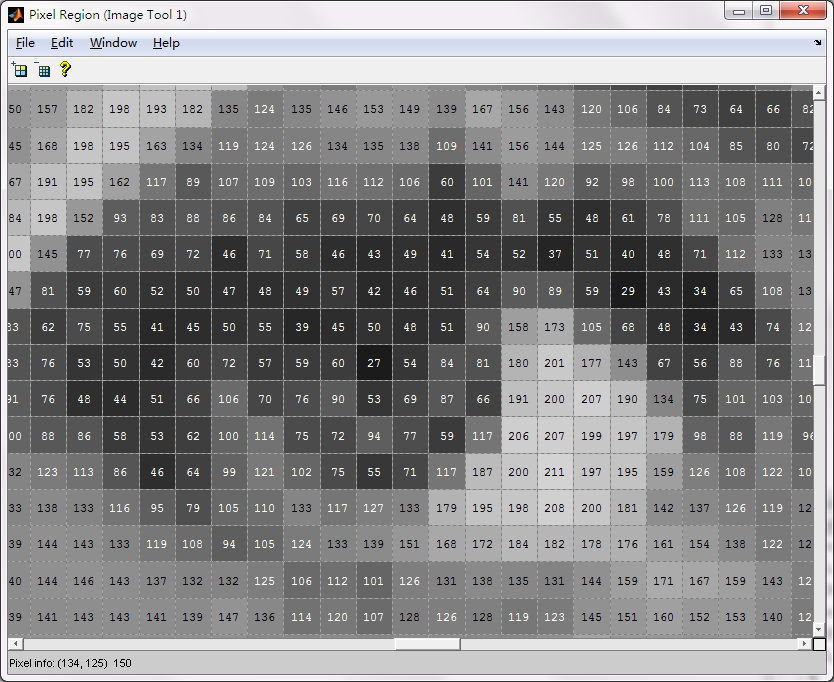 Pixel Region (Image Tool 1)
File Edit Window Help
50 157 182 198 193 182 135 124 135 146 153 149 139 167 156 143 120 106 84 73 64 66 82
45 168 198 195 163 134 119 124 126 134 135 138 109 141 156 144 125 126 112 104 85 80 72
67 191 195 162 117 89 107 109 103 116 112 106 60 101 141 120 92 98 100 113 108 111 10
84 198 152 93 83 88 86 84 65 69 70 64 48 59 81 55 48 61 78 111 105 128 11
00 145 77 76 69 72 46 71 58 46 43 49 41 54 52 37 51 40 48 71 112 133 13
47 81 59 60 52 50 47 48 49 57 42 46 51 64 90 89 59 29 43 34 65 108 13
83 62 75 55 41 45 50 55 39 45 50 48 51 90 158 173 105 68 48 34 43 74 12
83 76 53 50 42 60 72 57 59 60 27 54 84 81 180 201 177 143 67 56 88 76 11
91 76 48 44 51 66 106 70 76 90 53 69 87 66 191 200 207 190 134 75 101 103 10
00 88 86 58 53 62 100 114 75 72 94 77 59 117 206 207 199 197 179 98 88 119 96
32 123 113 86 46 64 99 121 102 75 55 71 117 187 200 211 197 195 159 126 108 122 10
33 138 133 116 95 79 105 110 133 117 127 133 179 195 198 208 200 181 142 137 126 119 12
39 144 143 133 119 108 94 105 124 133 139 151 168 172 184 182 178 176 161 154 138 122 12
40 144 146 143 137 132 132 125 106 112 101 126 131 138 135 131 144 159 171 167 159 143 12
39 141 143 143 141 139 147 136 114 120 107 128 126 128 119 123 145 151 160 152 153 140 12
Pixel info: (134, 125) 150